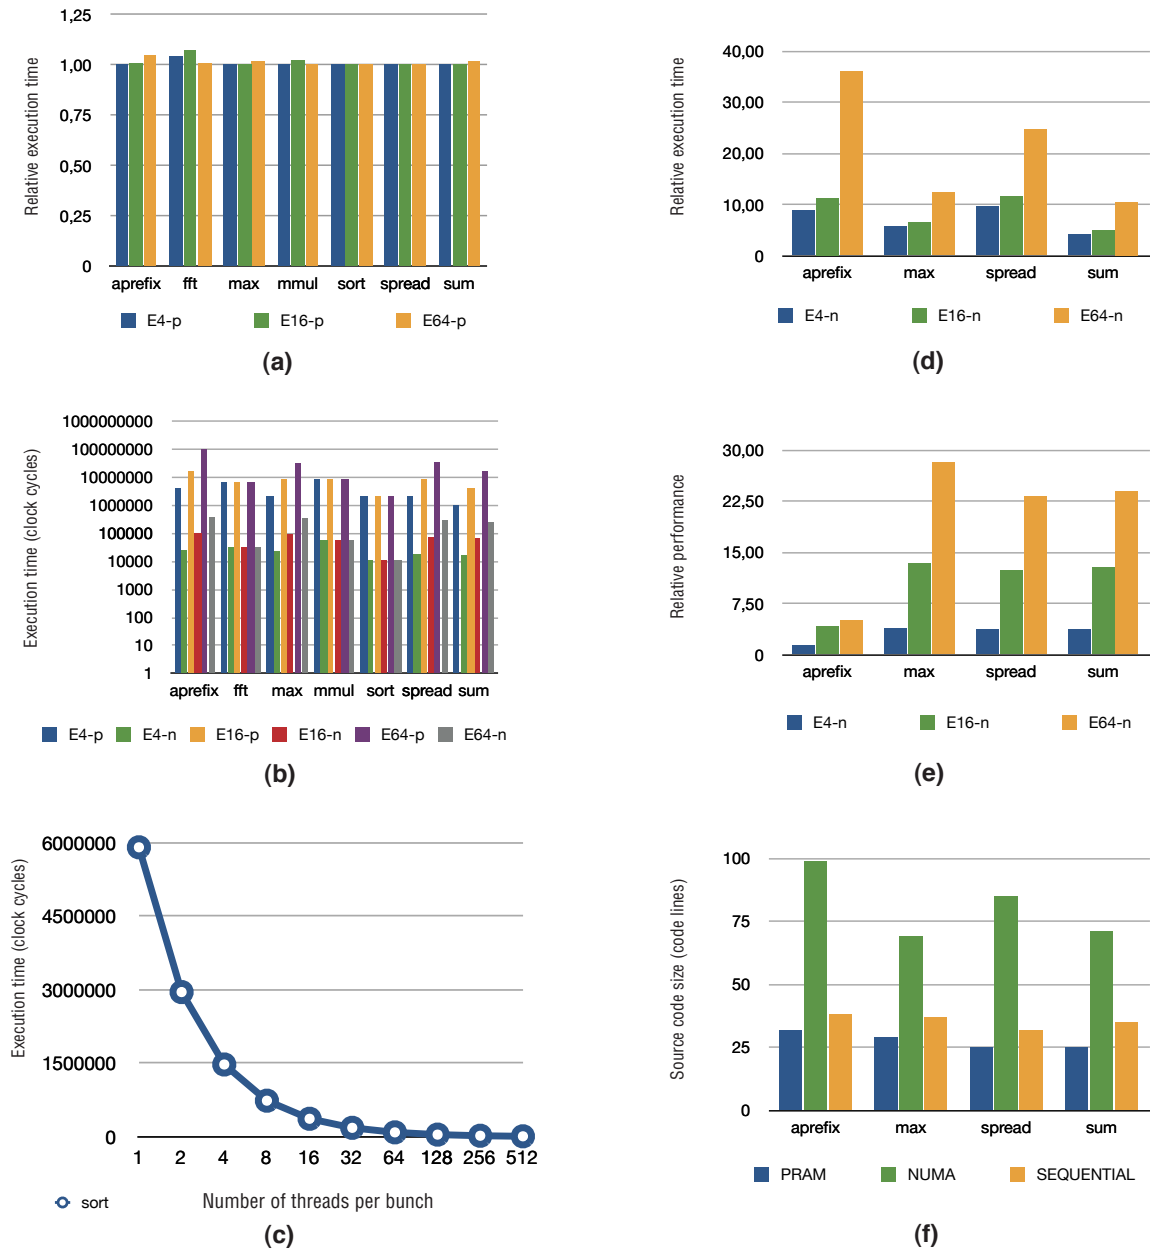 1,25
1,00
0,75
0,50
0,25
0
Relative execution time
aprefix fft max mmul sort spread sum
E4-p E16-p E64-p
(a)
1000000000
100000000
10000000
1000000
100000
10000
1000
100
10
1
Execution time (clock cycles)
aprefix fft max mmul sort spread sum
E4-p E4-n E16-p E16-n E64-p E64-n
(b)
6000000
4500000
3000000
1500000
0
Execution time (clock cycles)
1 2 4 8 16 32 64 128 256 512
sort Number of threads per bunch
(c)
40,00
30,00
20,00
10,00
0
Relative execution time
aprefix max spread sum
E4-n E16-n E64-n
(d)
30,00
22,50
15,00
7,50
0
Relative performance
aprefix max spread sum
E4-n E16-n E64-n
(e)
100
75
50
25
0
Source code size (code lines)
aprefix max spread sum
PRAM NUMA SEQUENTIAL
(f)